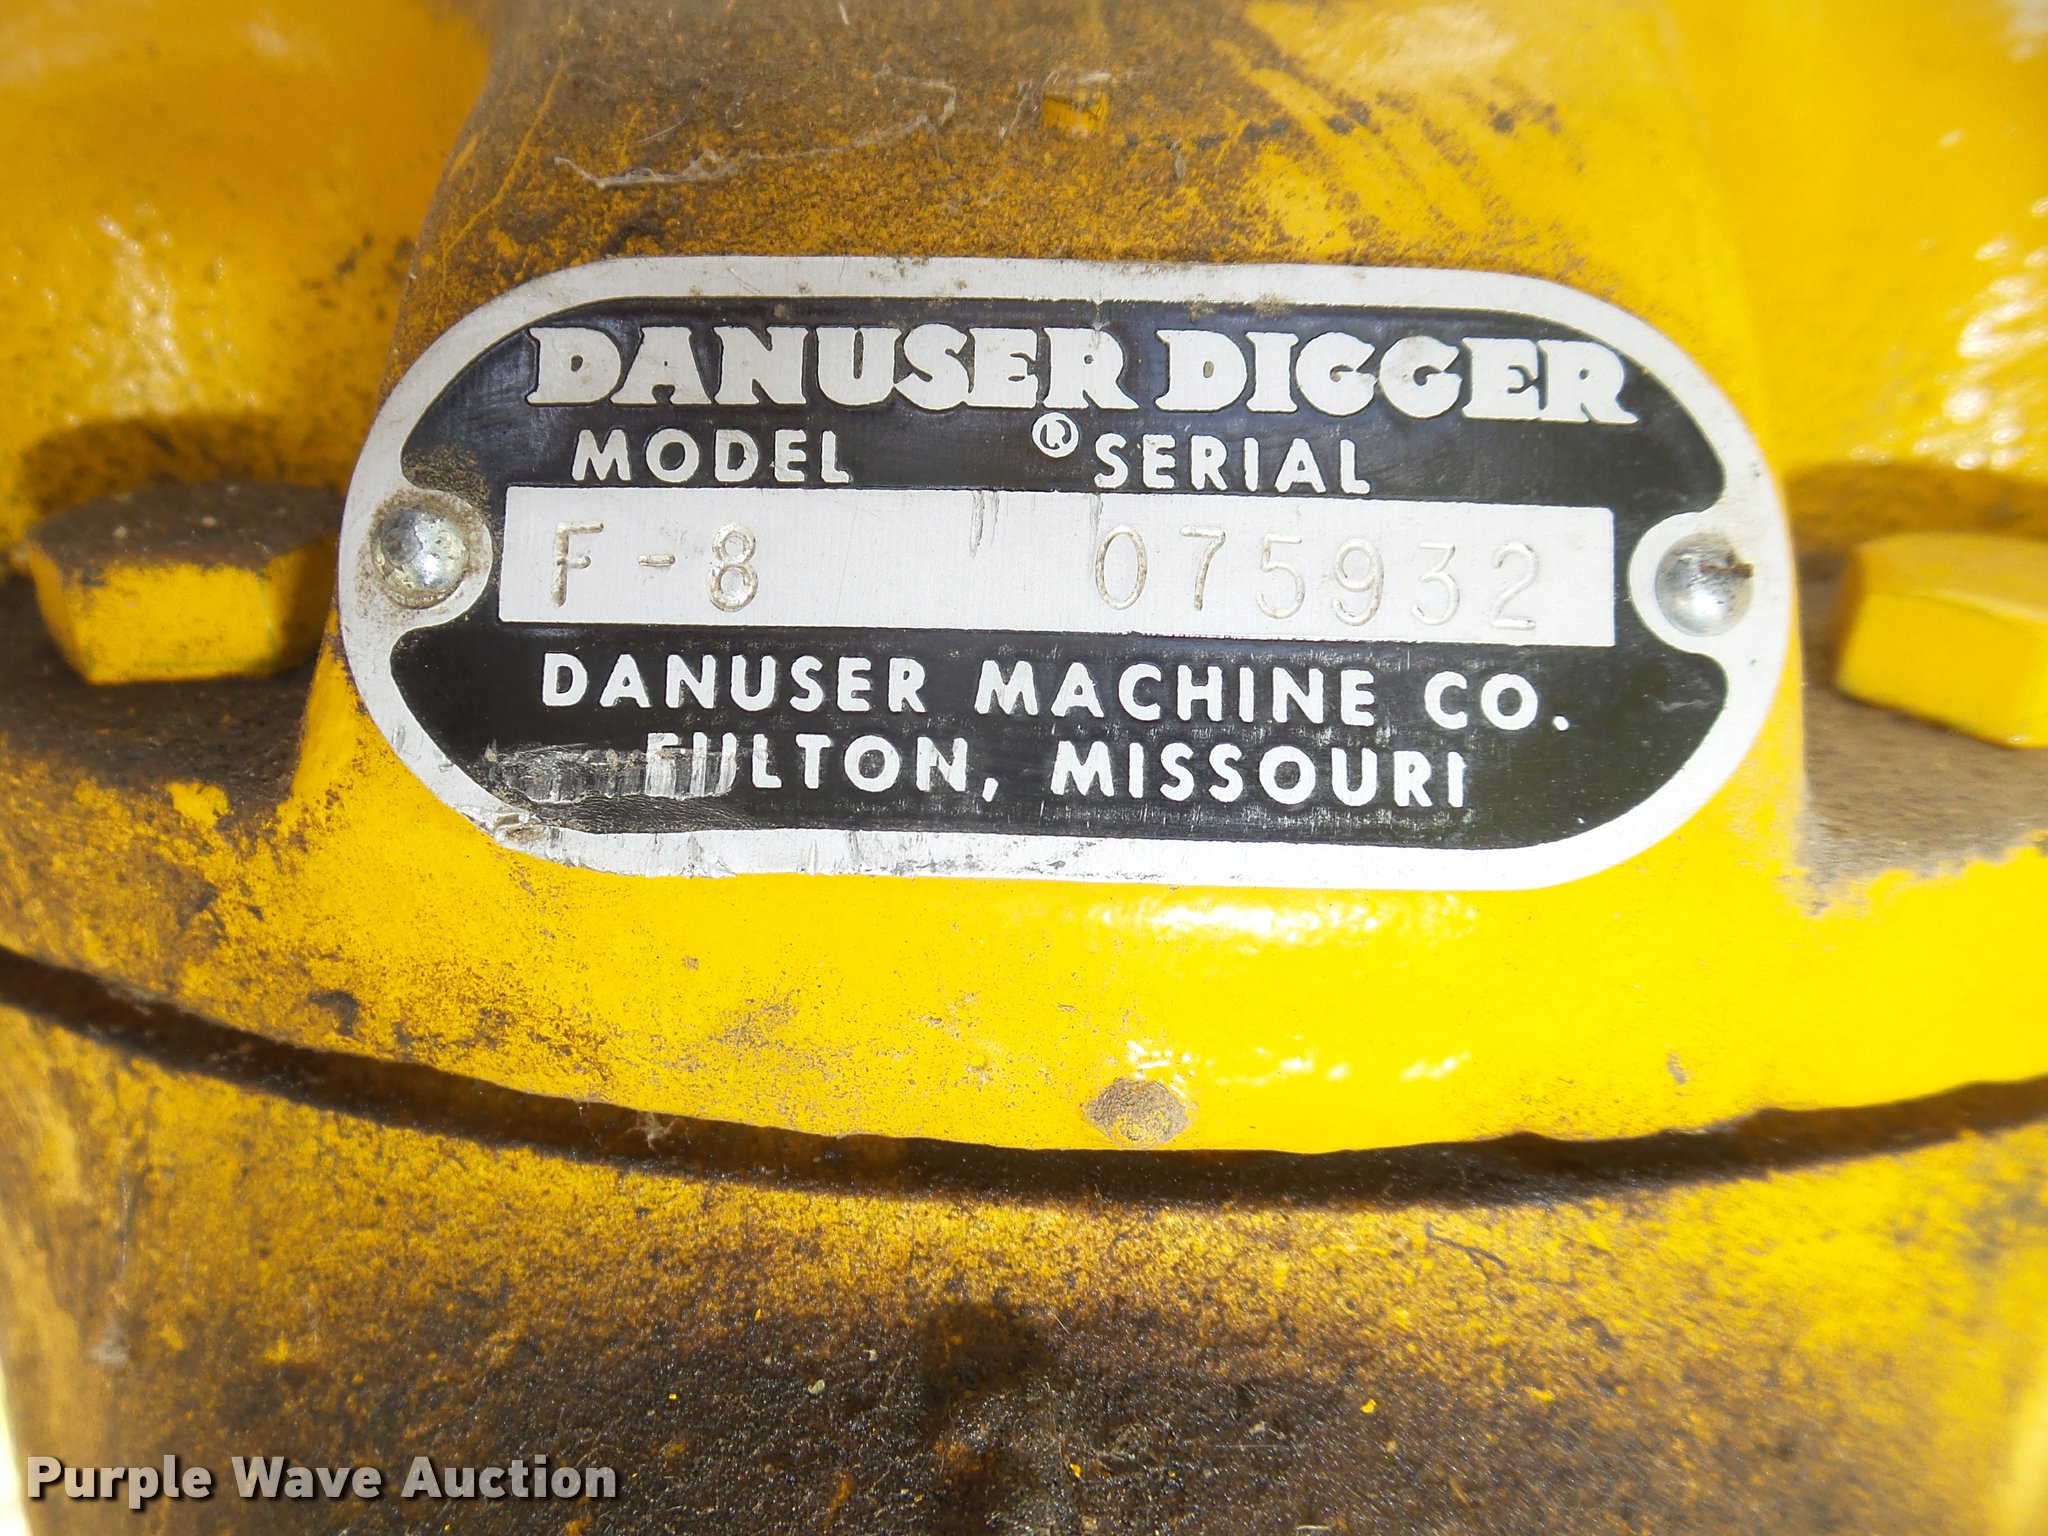 DANUSER DIGGER
MODEL ® SERIAL
F-8 075932
DANUSER MACHINE CO.
FULTON, MISSOURI
Purple Wave Auction